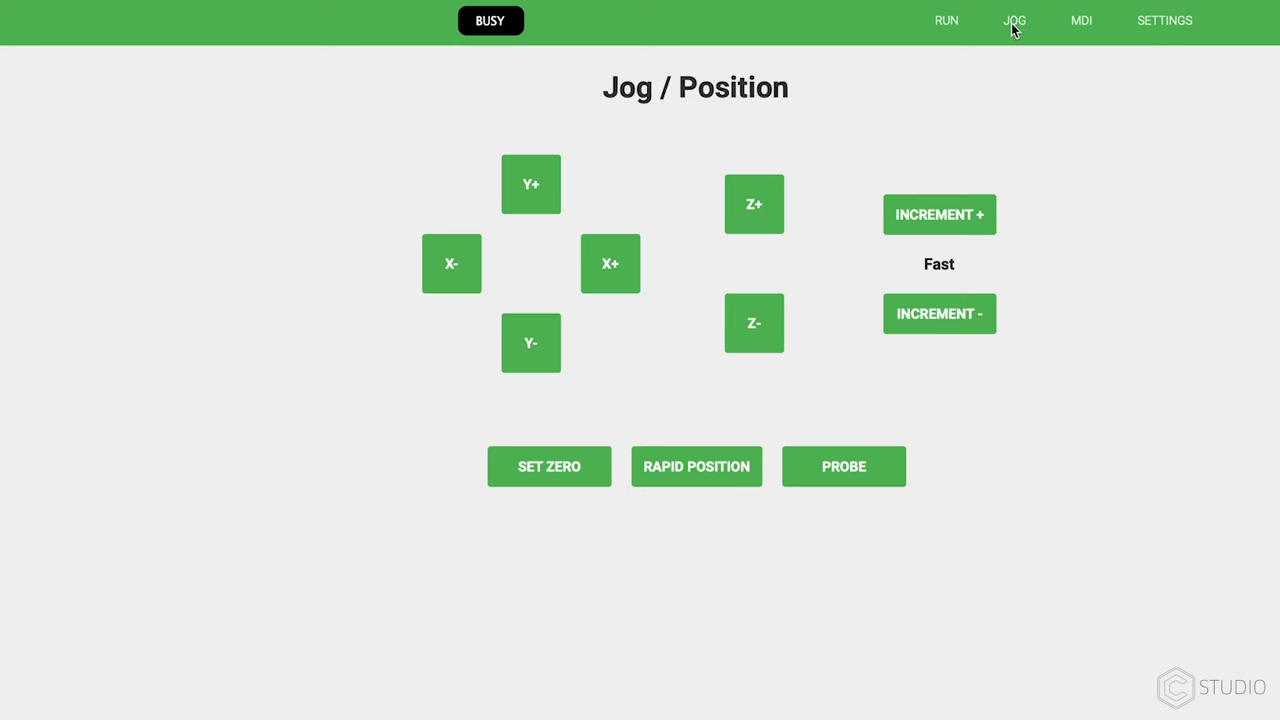 BUSY
RUN
JOG
MDI
SETTINGS
Jog / Position
Y+
X-
X+
Y-
Z+
Z-
INCREMENT +
Fast
INCREMENT -
SET ZERO
RAPID POSITION
PROBE
STUDIO